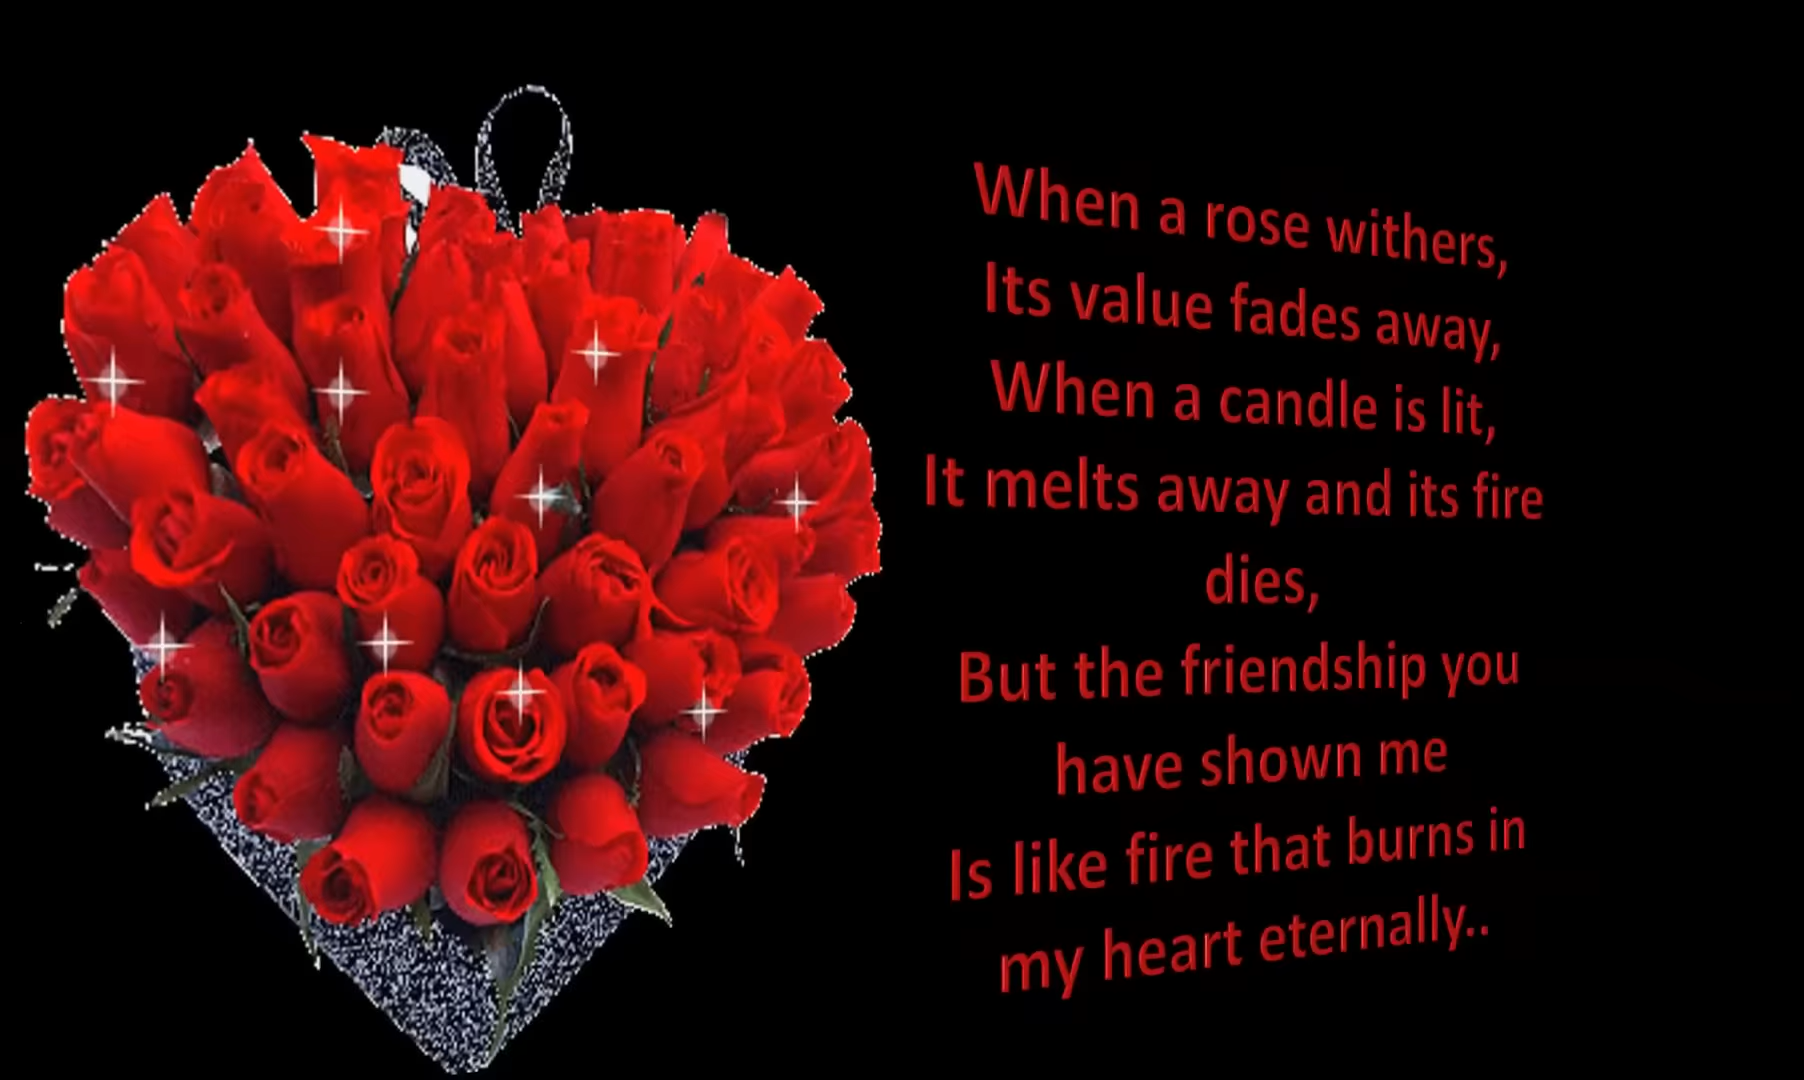 When a rose withers,
Its value fades away,
When a candle is lit,
It melts away and its fire
dies,
But the friendship you
have shown me
Is like fire that burns in
my heart eternally..